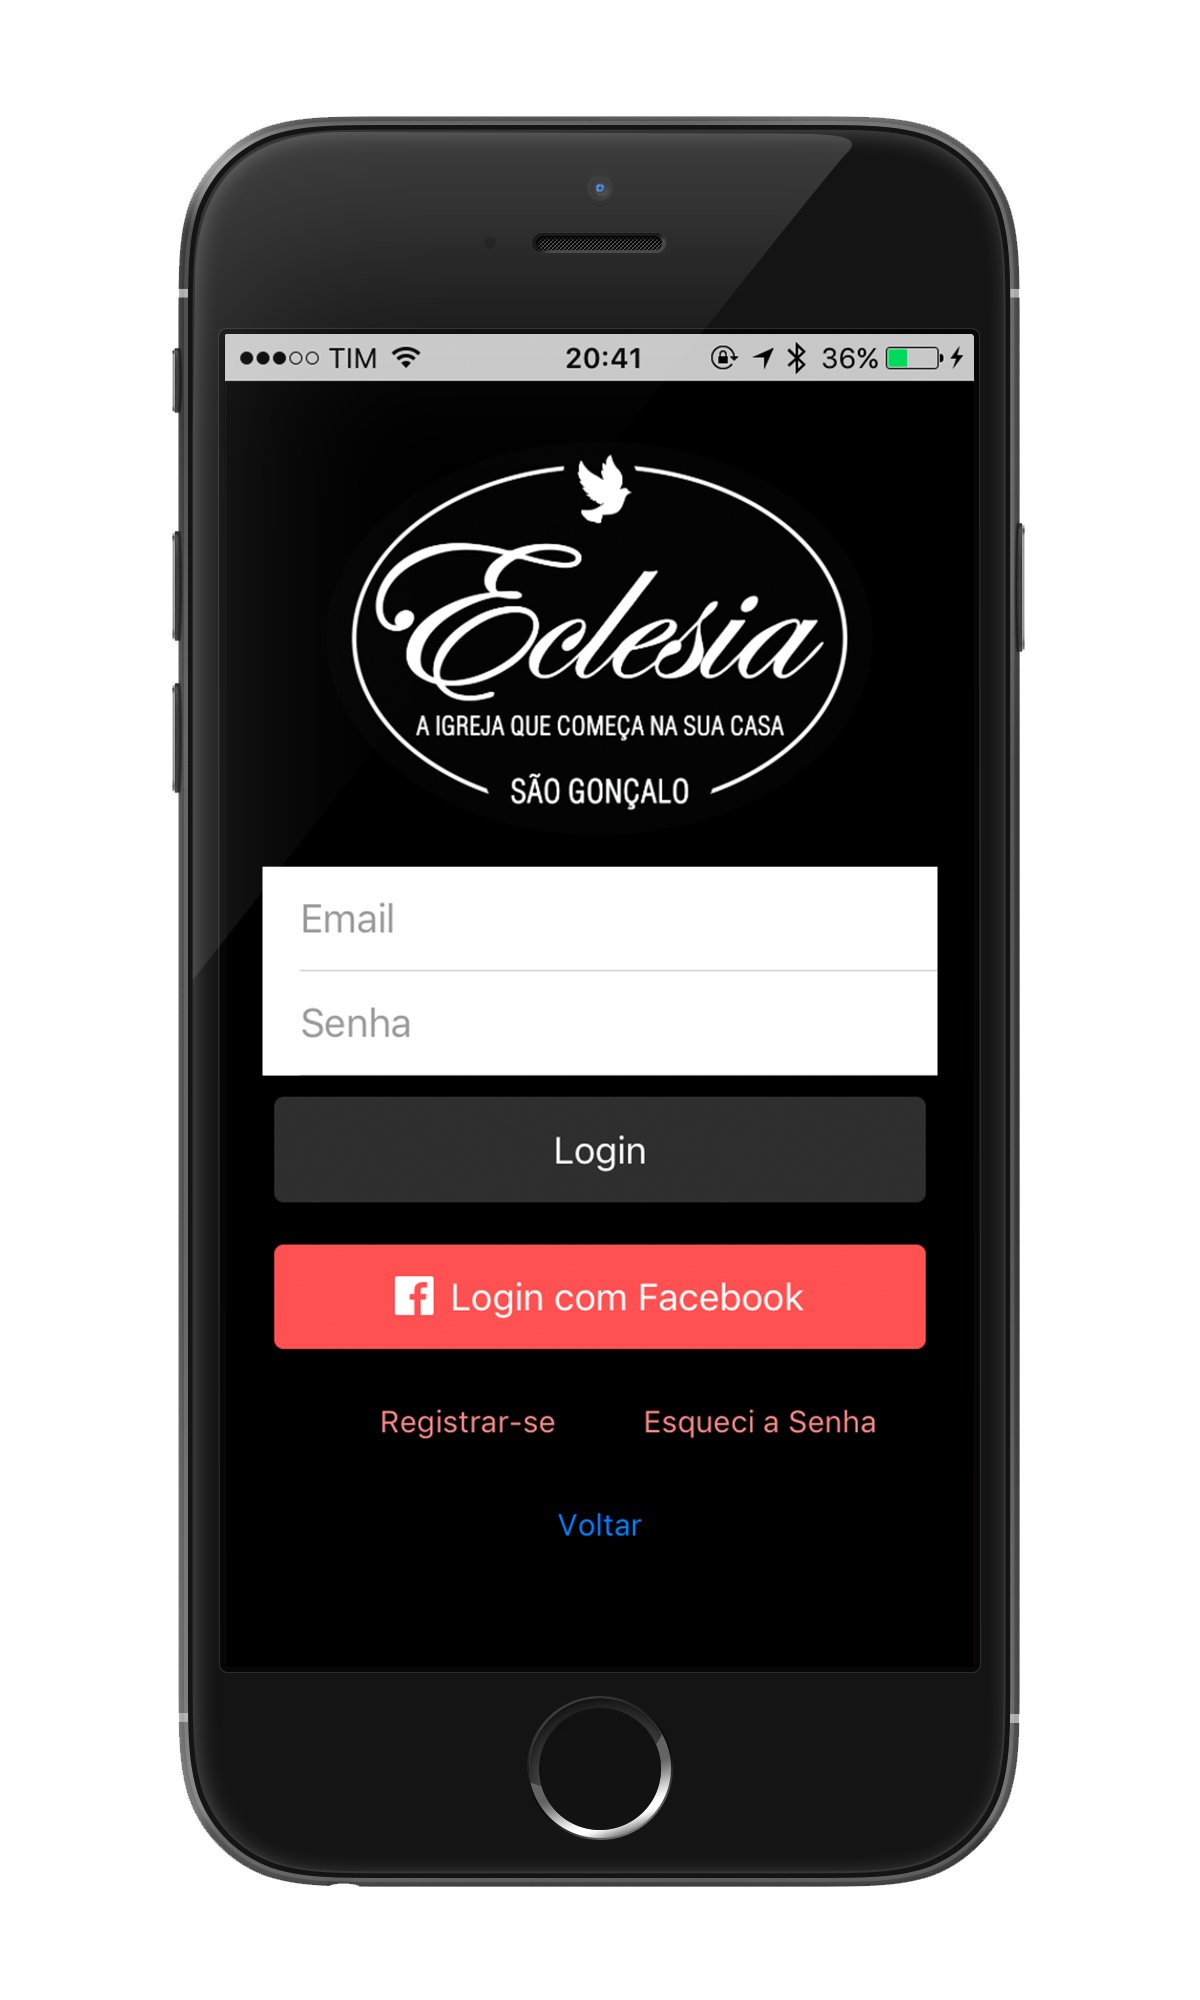 TIM 20:41 36%
Eclesia
A IGREJA QUE COMEÇA NA SUA CASA
SÃO GONÇALO
Email
Senha
Login
Login com Facebook
Registrar-se Esqueci a Senha
Voltar